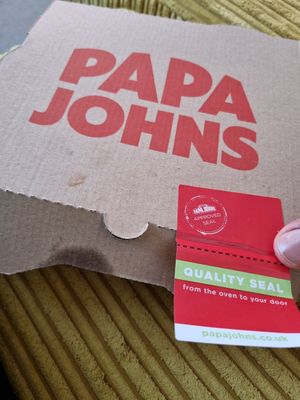 PAPA
JOHNS
APPROVED
SEAL
QUALITY SEAL
from the oven to your door
papajohns.co.uk